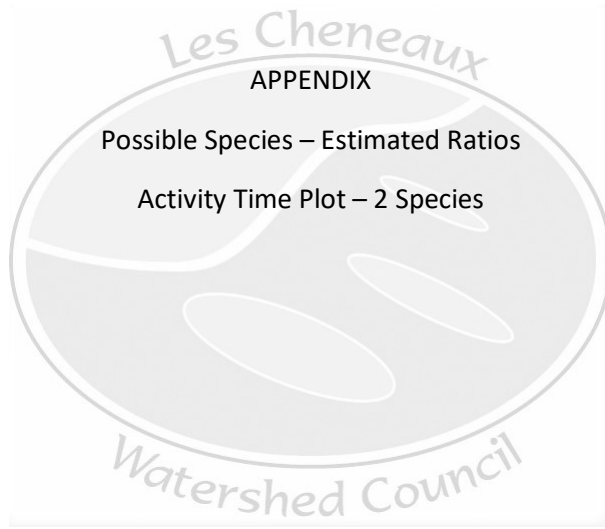 Les Cheneaux
APPENDIX
Possible Species – Estimated Ratios
Activity Time Plot – 2 Species
Watershed Council